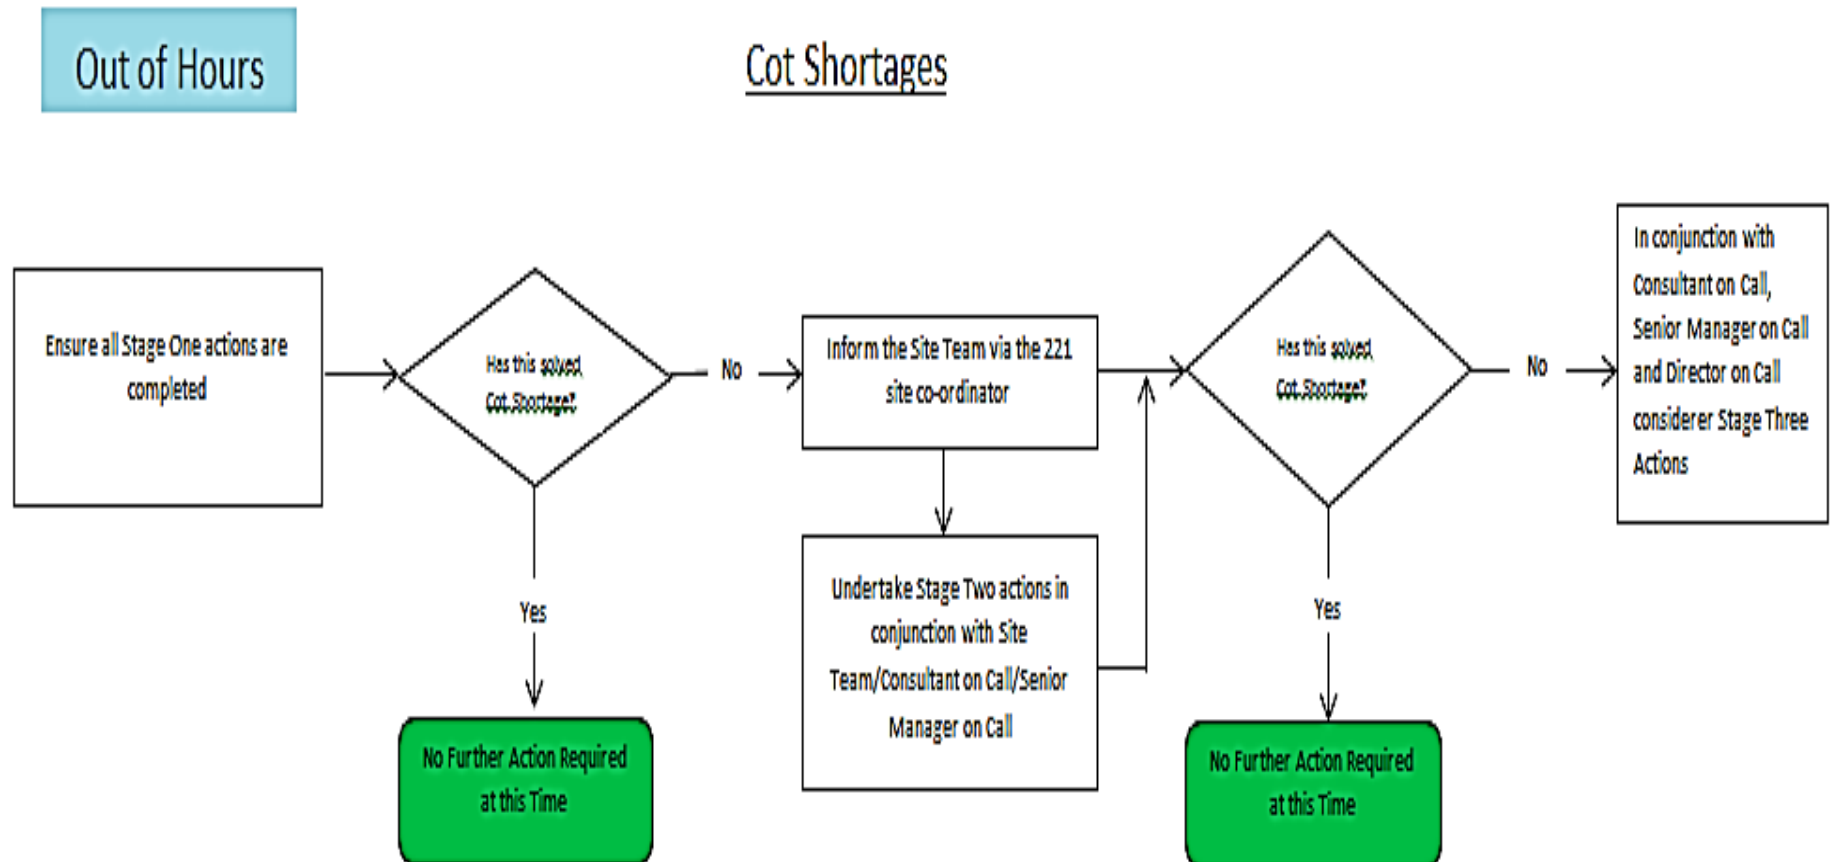 Out of Hours
Cot Shortages
Ensure all Stage One actions are
completed
Has this solved
Cot Shortage?
No
Inform the Site Team via the 221
site co-ordinator
Has this solved
Cot Shortage?
No
In conjunction with
Consultant on Call,
Senior Manager on Call
and Director on Call
considerer Stage Three
Actions
Undertake Stage Two actions in
conjunction with Site
Team/Consultant on Call/Senior
Manager on Call
Yes
Yes
No Further Action Required
at this Time
No Further Action Required
at this Time